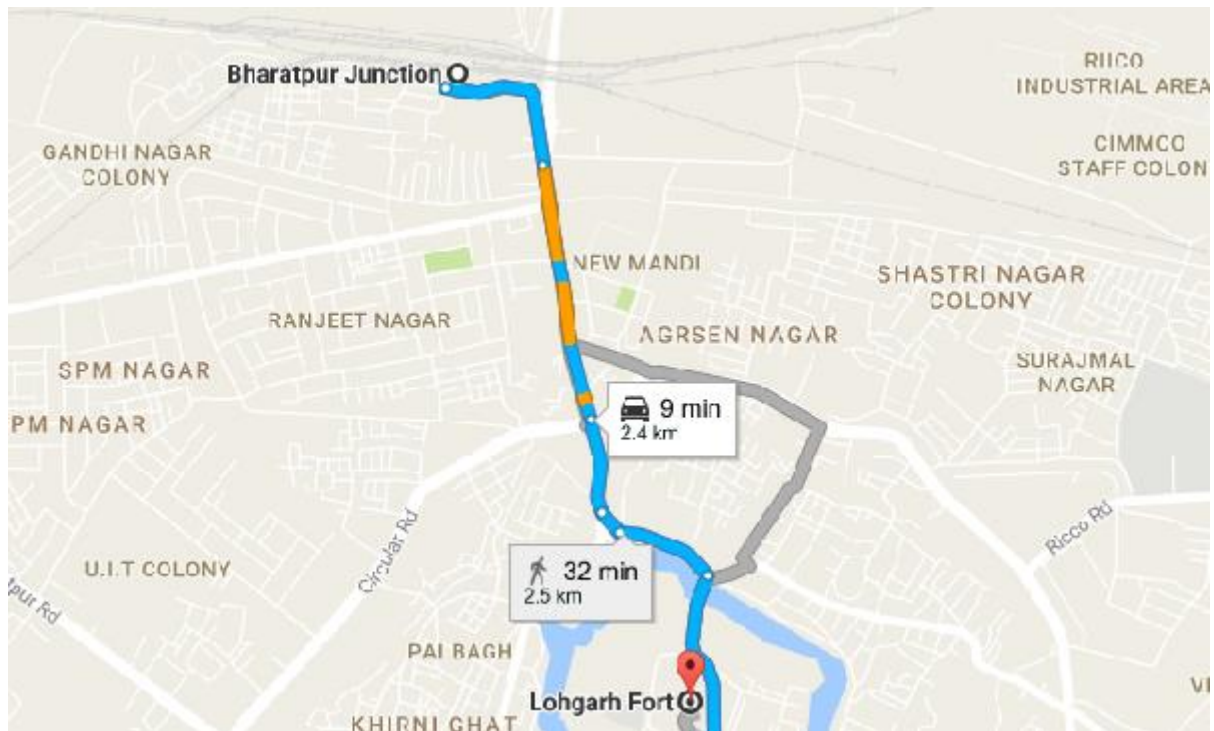 Bharatpur Junction
RIICO
INDUSTRIAL AREA
CIMMCO
STAFF COLON
GANDHI NAGAR
COLONY
NEW MANDI
SHASTRI NAGAR
COLONY
RANJEET NAGAR
AGRSEN NAGAR
SURAJMAL
NAGAR
SPM NAGAR
PM NAGAR
9 min
2.4 km
Circular Rd
Ricco Rd
32 min
2.5 km
U.I.T COLONY
pur Rd
PAI BAGH
Lohgarh Fort
KHIRNI GHAT